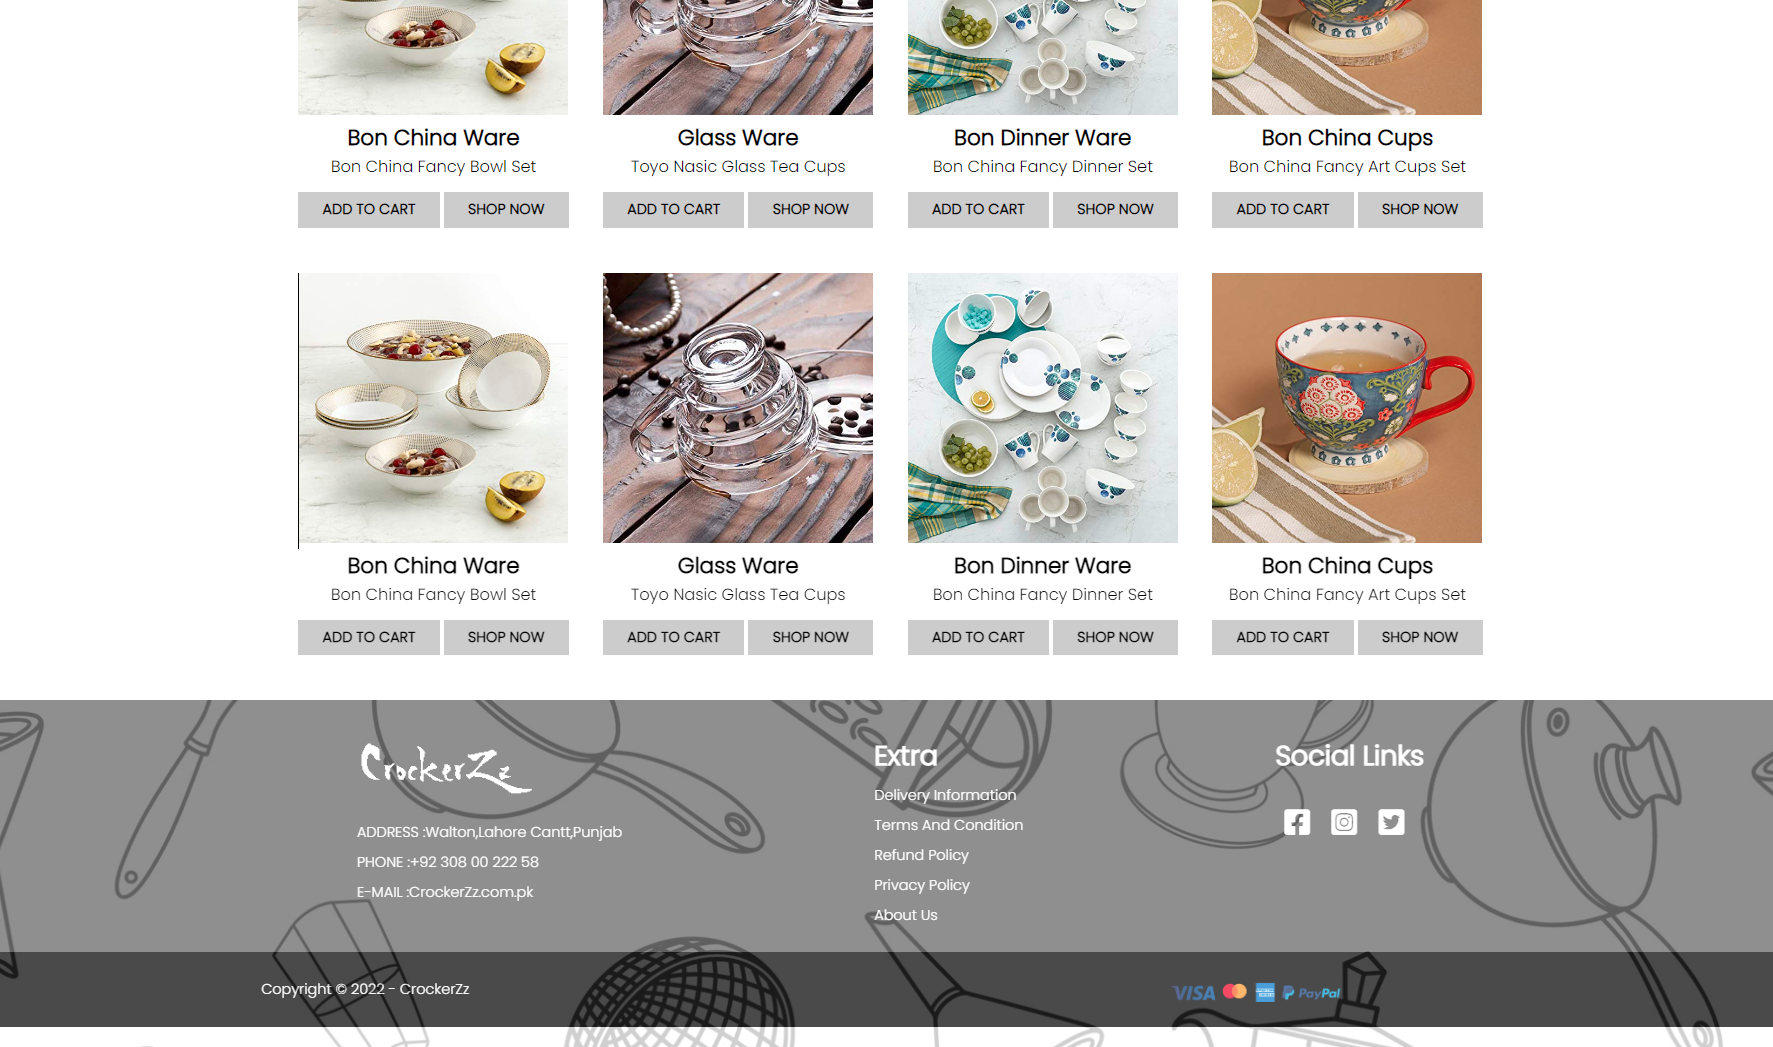 Bon China Ware
Bon China Fancy Bowl Set
ADD TO CART SHOP NOW
Glass Ware
Toyo Nasic Glass Tea Cups
ADD TO CART SHOP NOW
Bon Dinner Ware
Bon China Fancy Dinner Set
ADD TO CART SHOP NOW
Bon China Cups
Bon China Fancy Art Cups Set
ADD TO CART SHOP NOW
Bon China Ware
Bon China Fancy Bowl Set
ADD TO CART SHOP NOW
Glass Ware
Toyo Nasic Glass Tea Cups
ADD TO CART SHOP NOW
Bon Dinner Ware
Bon China Fancy Dinner Set
ADD TO CART SHOP NOW
Bon China Cups
Bon China Fancy Art Cups Set
ADD TO CART SHOP NOW
CrockerZz
ADDRESS :Walton,Lahore Cantt,Punjab
PHONE :+92 308 00 222 58
E-MAIL :CrockerZz.com.pk
Extra
Delivery Information
Terms And Condition
Refund Policy
Privacy Policy
About Us
Social Links
Copyright © 2022 - CrockerZz
VISA PayPal